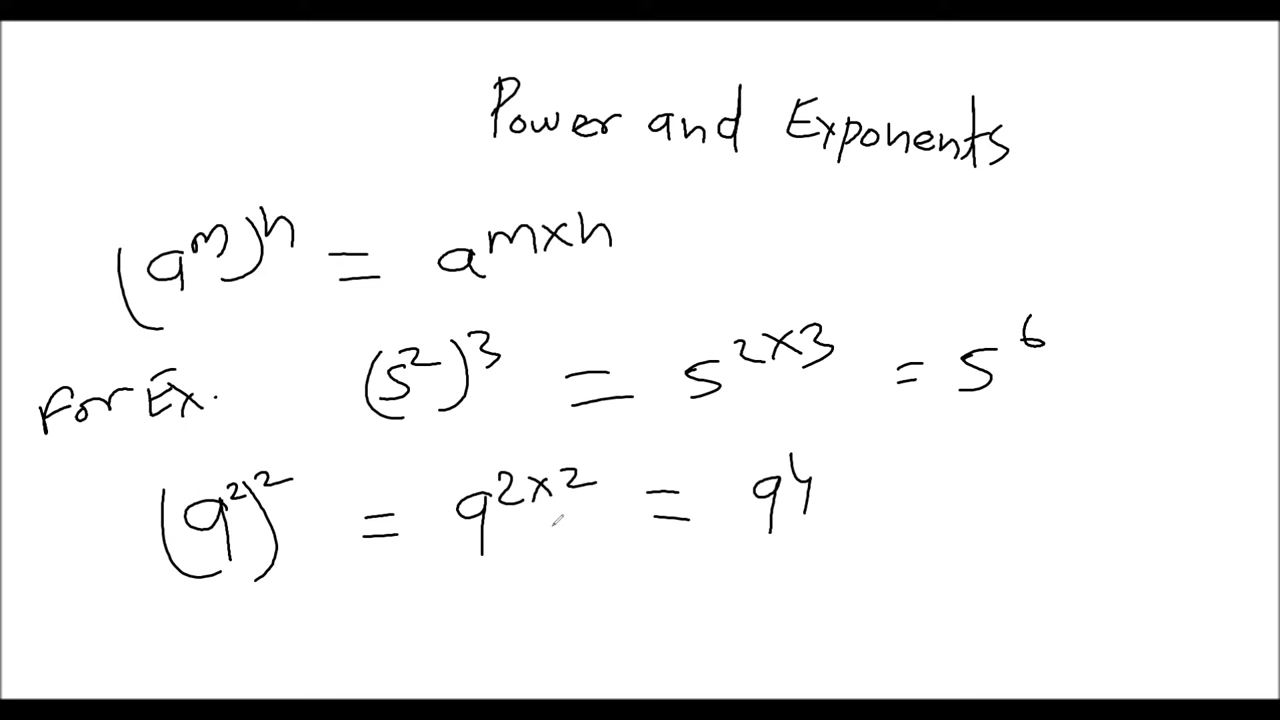 Power and Exponents
(a^m)^n = a^{m×n}
For Ex. (5^2)^3 = 5^{2×3} = 5^6
(9^2)^2 = 9^{2×2} = 9^4